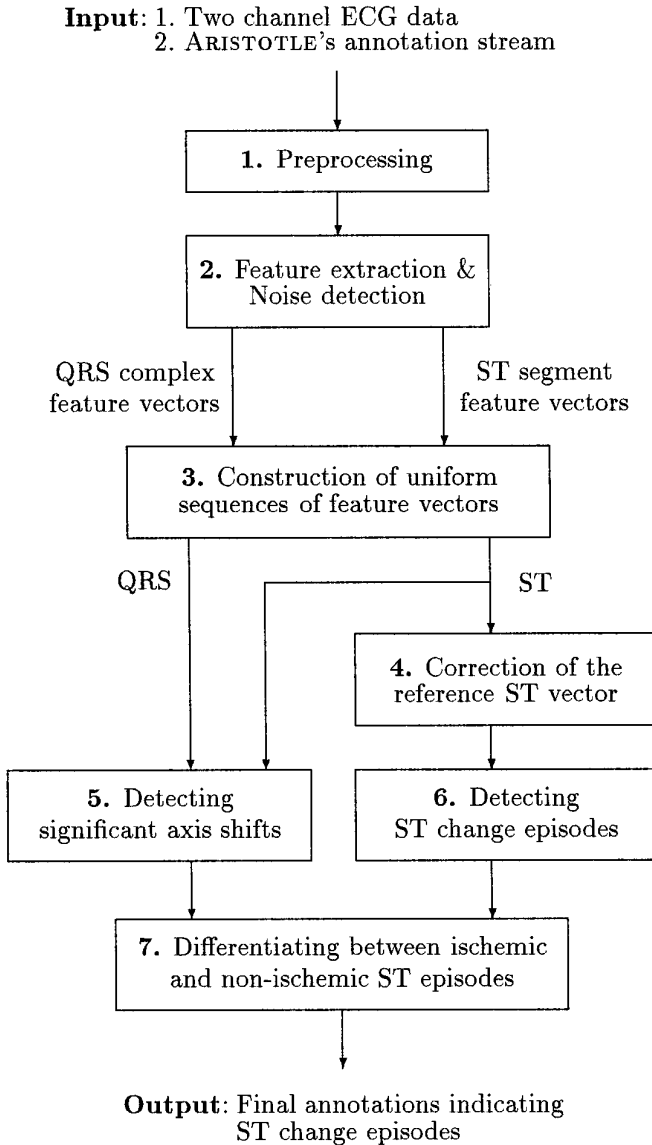 Input: 1. Two channel ECG data
2. ARISTOTLE's annotation stream
1. Preprocessing
2. Feature extraction &
Noise detection
QRS complex
feature vectors
ST segment
feature vectors
3. Construction of uniform
sequences of feature vectors
QRS
ST
4. Correction of the
reference ST vector
5. Detecting
significant axis shifts
6. Detecting
ST change episodes
7. Differentiating between ischemic
and non-ischemic ST episodes
Output: Final annotations indicating
ST change episodes